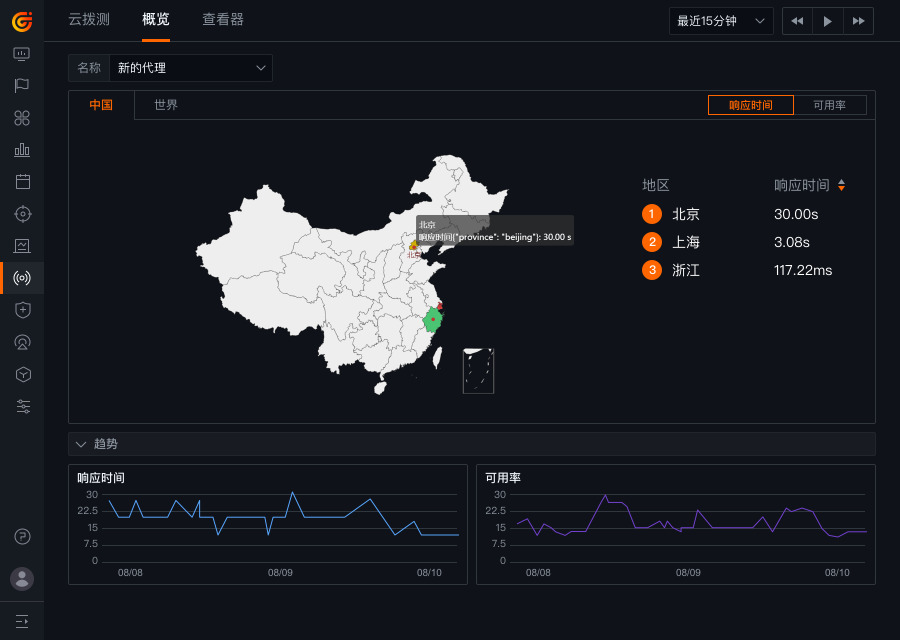 云拨测 概览 查看器 最近15分钟
名称 新的代理
中国 世界 响应时间 可用率
地区 响应时间
1 北京 30.00s
2 上海 3.08s
3 浙江 117.22ms
北京
响应时间{"province": "beijing"}: 30.00 s
北京
趋势
响应时间
30
22.5
15
7.5
0
08/08 08/09 08/10
可用率
30
22.5
15
7.5
0
08/08 08/09 08/10